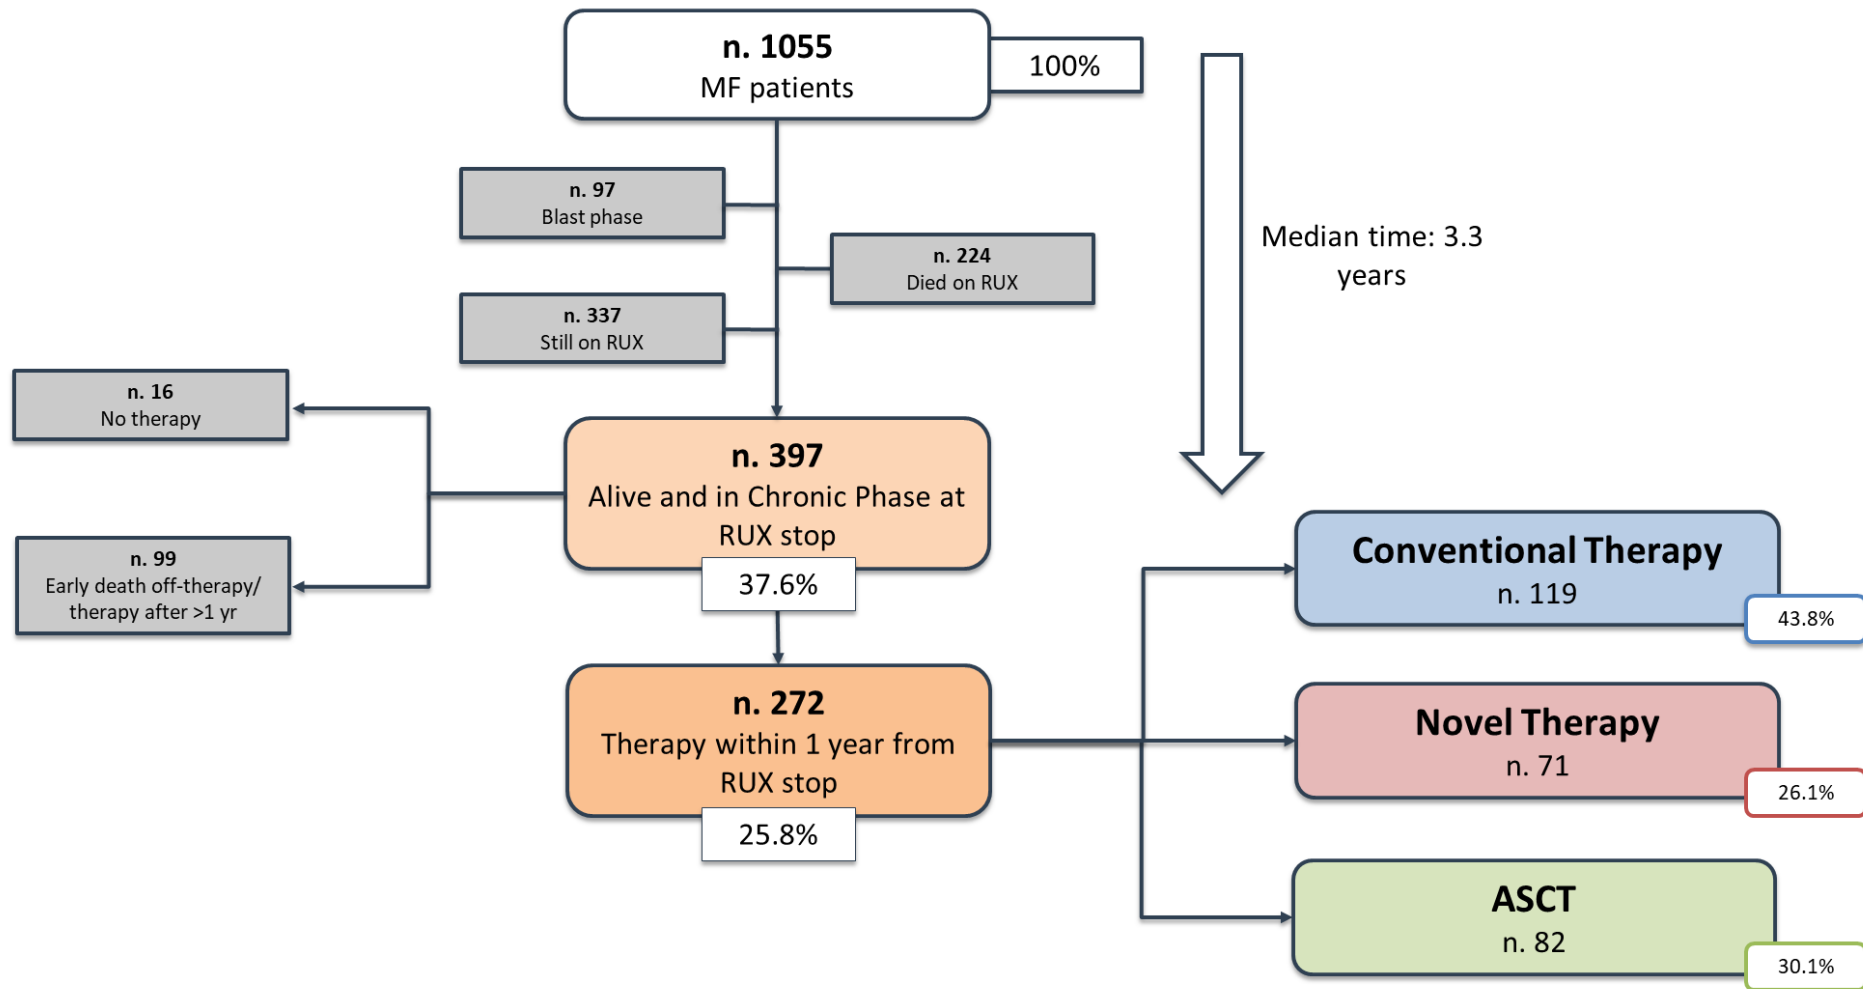 n. 1055
MF patients
100%
n. 97
Blast phase
n. 224
Died on RUX
Median time: 3.3
years
n. 337
Still on RUX
n. 16
No therapy
n. 397
Alive and in Chronic Phase at
RUX stop
37.6%
n. 99
Early death off-therapy/
therapy after >1 yr
n. 272
Therapy within 1 year from
RUX stop
25.8%
Conventional Therapy
n. 119
43.8%
Novel Therapy
n. 71
26.1%
ASCT
n. 82
30.1%